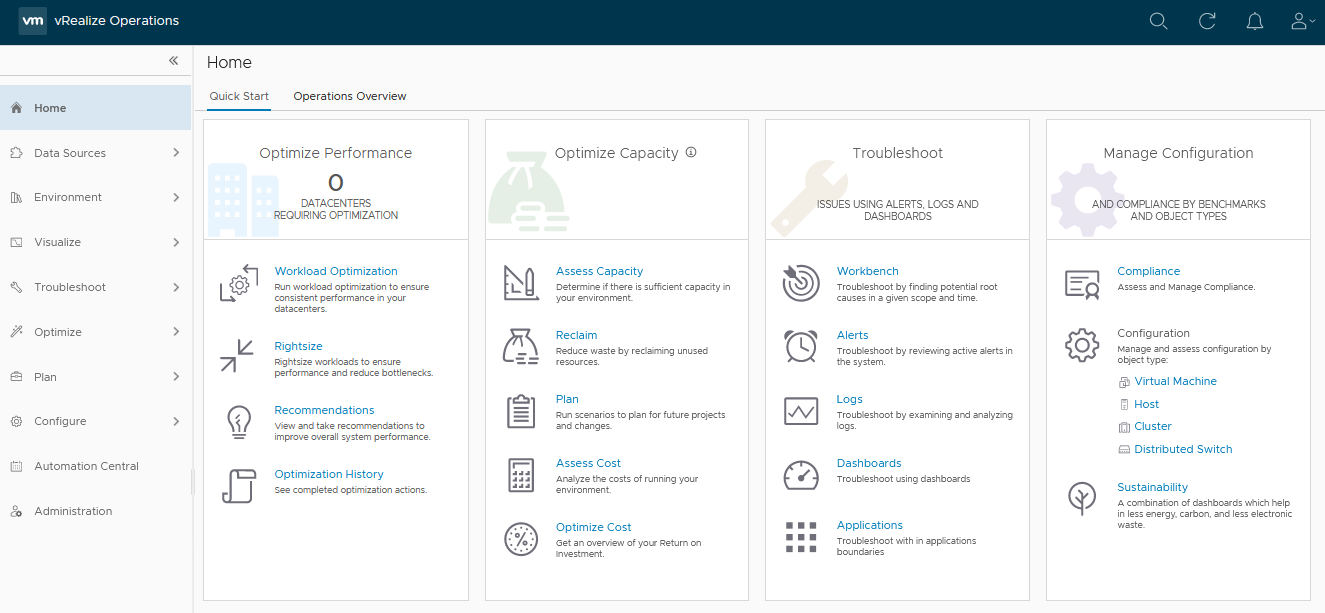 vm vRealize Operations
Home
Data Sources
Environment
Visualize
Troubleshoot
Optimize
Plan
Configure
Automation Central
Administration
Home
Quick Start Operations Overview
Optimize Performance
0
DATACENTERS
REQUIRING OPTIMIZATION
Workload Optimization
Run workload optimization to ensure
consistent performance in your
datacenters.
Rightsize
Rightsize workloads to ensure
performance and reduce bottlenecks.
Recommendations
View and take recommendations to
improve overall system performance.
Optimization History
See completed optimization actions.
Optimize Capacity
Assess Capacity
Determine if there is sufficient capacity in
your environment.
Reclaim
Reduce waste by reclaiming unused
resources.
Plan
Run scenarios to plan for future projects
and changes.
Assess Cost
Analyze the costs of running your
environment.
Optimize Cost
Get an overview of your Return on
Investment.
Troubleshoot
ISSUES USING ALERTS, LOGS AND
DASHBOARDS
Workbench
Troubleshoot by finding potential root
causes in a given scope and time.
Alerts
Troubleshoot by reviewing active alerts in
the system.
Logs
Troubleshoot by examining and analyzing
logs.
Dashboards
Troubleshoot using dashboards
Applications
Troubleshoot with in applications
boundaries
Manage Configuration
AND COMPLIANCE BY BENCHMARKS
AND OBJECT TYPES
Compliance
Assess and Manage Compliance.
Configuration
Manage and assess configuration by
object type:
Virtual Machine
Host
Cluster
Distributed Switch
Sustainability
A combination of dashboards which help
in less energy, carbon, and less electronic
waste.